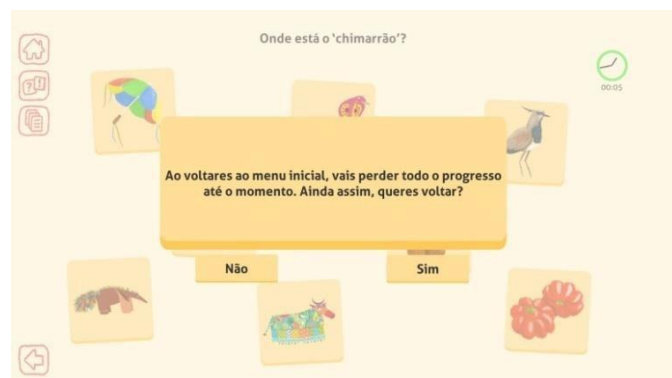 Onde está o ‘chimarrão’?
00:05
Ao voltares ao menu inicial, vais perder todo o progresso
até o momento. Ainda assim, queres voltar?
Não
Sim